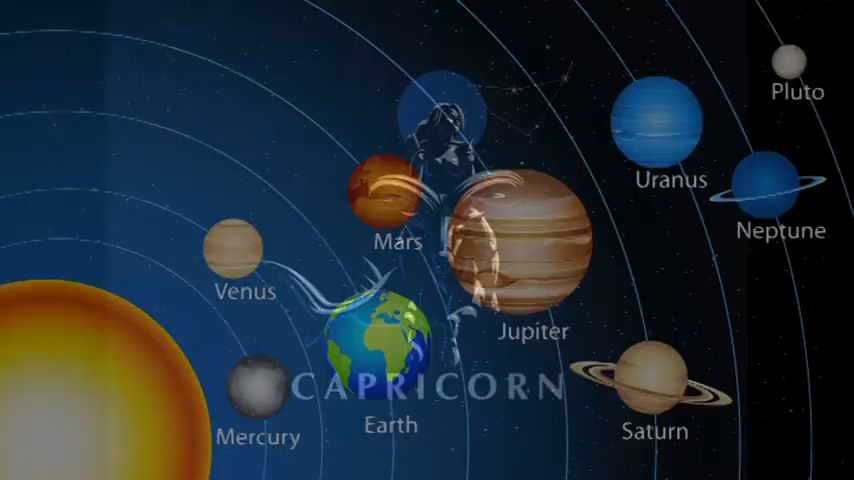 Pluto
Uranus
Neptune
Mars
Venus
Jupiter
CAPRICORN
Earth
Saturn
Mercury